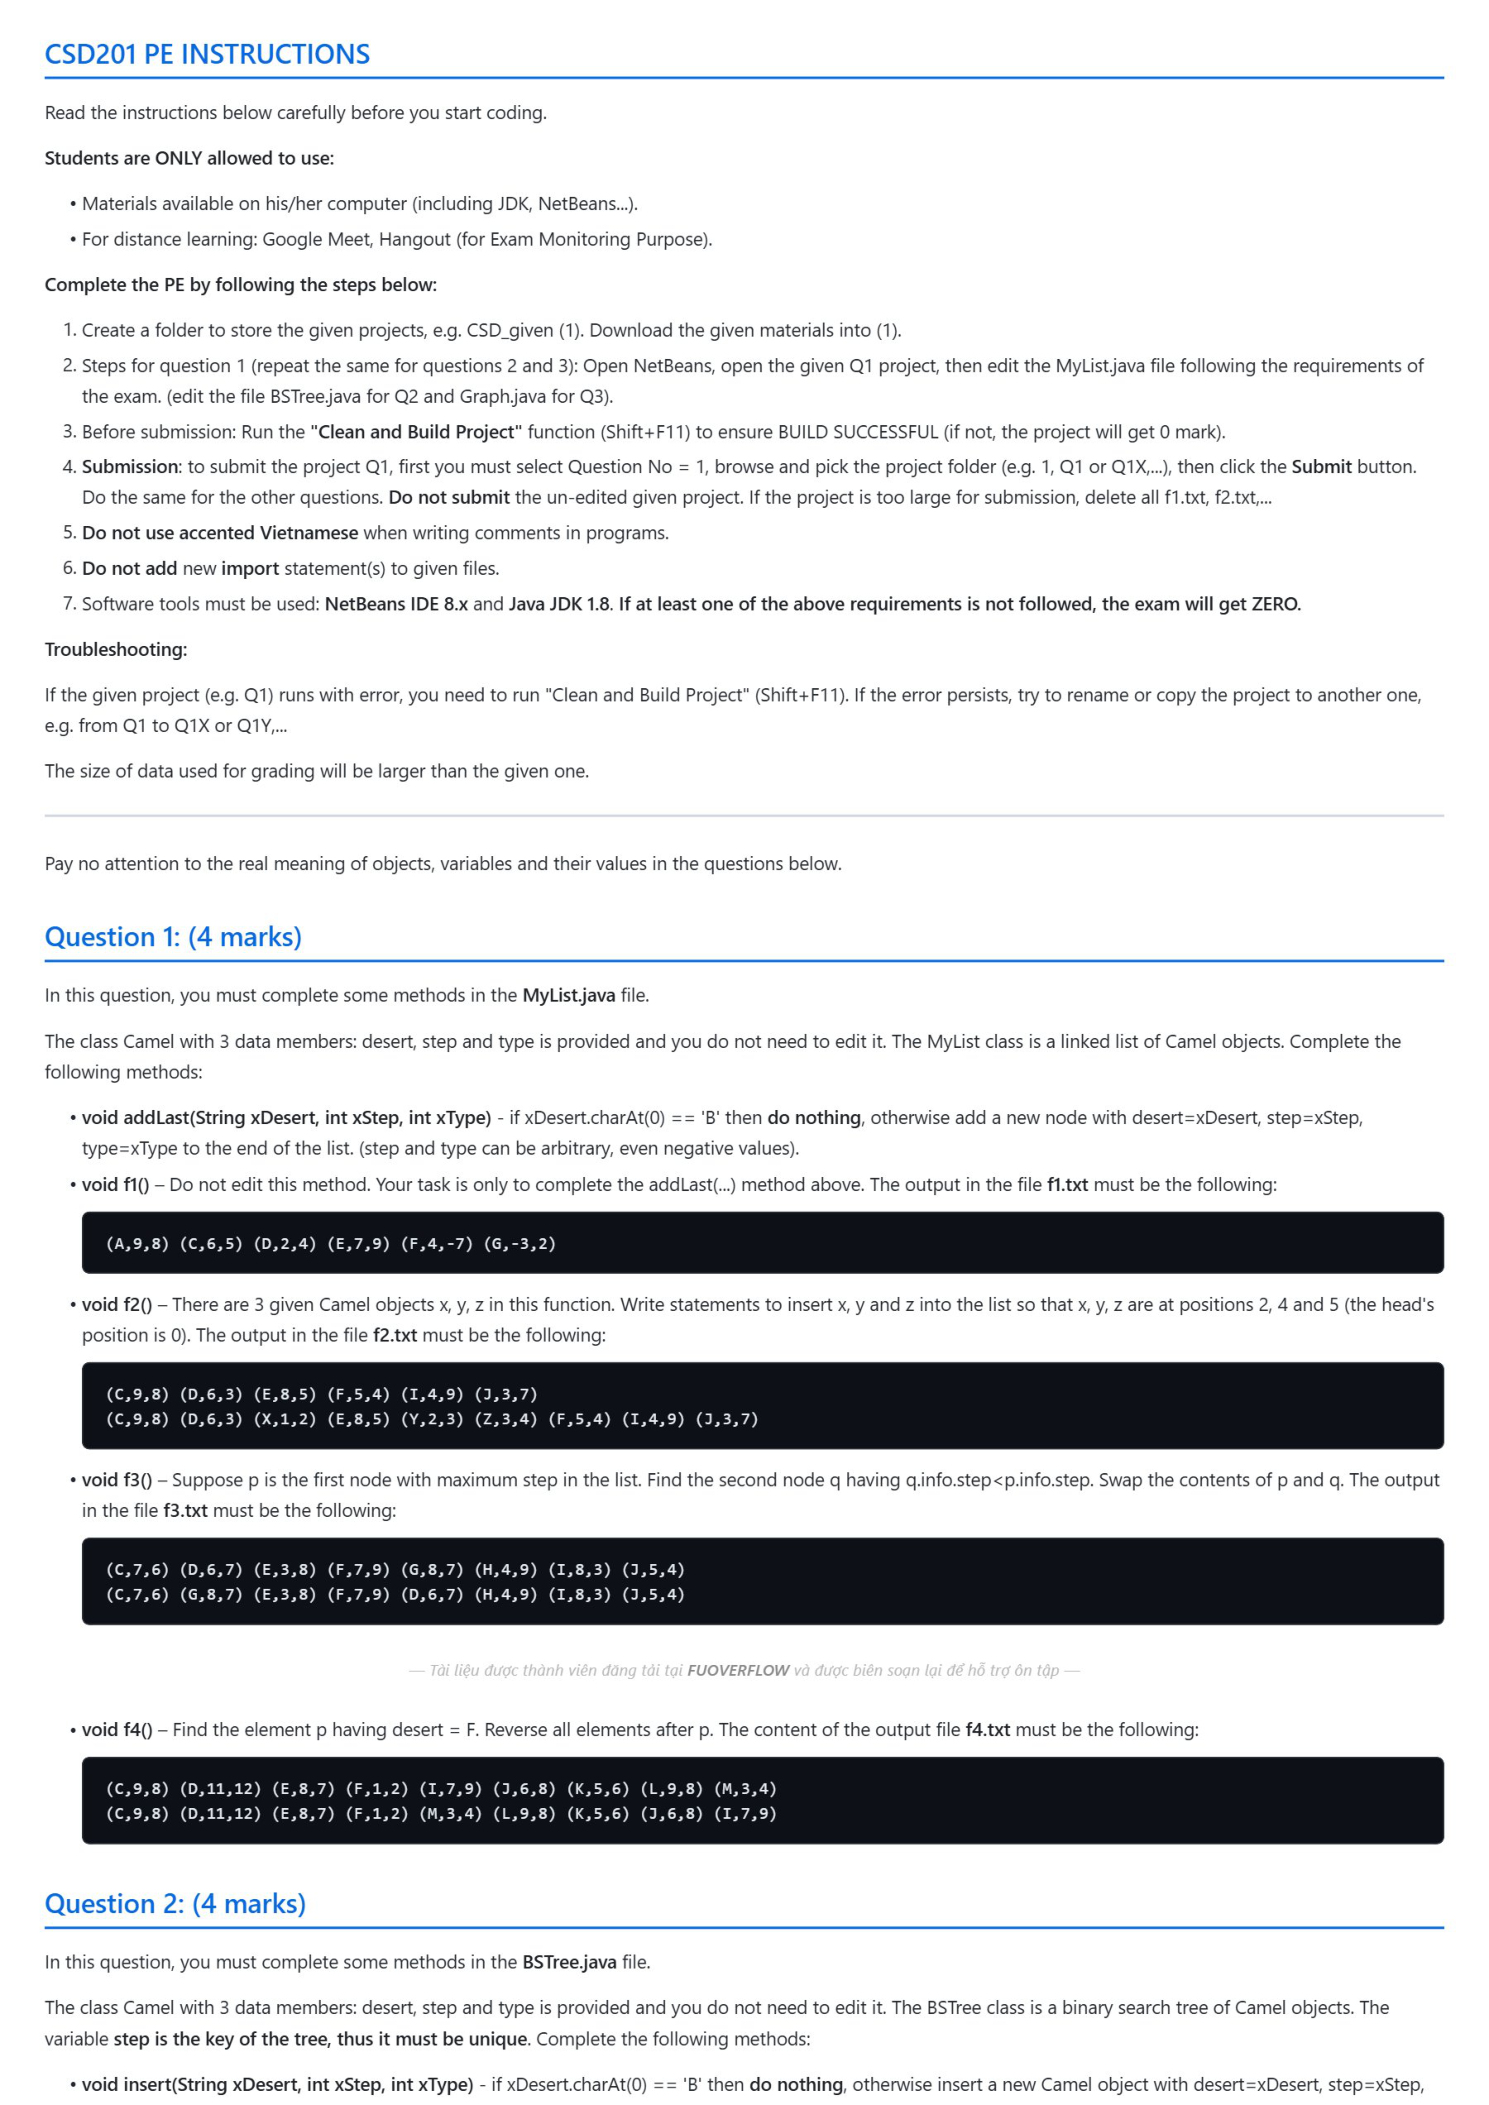 CSD201 PE INSTRUCTIONS
Read the instructions below carefully before you start coding.
Students are ONLY allowed to use:
• Materials available on his/her computer (including JDK, NetBeans...).
• For distance learning: Google Meet, Hangout (for Exam Monitoring Purpose).
Complete the PE by following the steps below:
1. Create a folder to store the given projects, e.g. CSD_given (1). Download the given materials into (1).
2. Steps for question 1 (repeat the same for questions 2 and 3): Open NetBeans, open the given Q1 project, then edit the MyList.java file following the requirements of
the exam. (edit the file BSTree.java for Q2 and Graph.java for Q3).
3. Before submission: Run the "Clean and Build Project" function (Shift+F11) to ensure BUILD SUCCESSFUL (if not, the project will get 0 mark).
4. Submission: to submit the project Q1, first you must select Question No = 1, browse and pick the project folder (e.g. 1, Q1 or Q1X,...), then click the Submit button.
Do the same for the other questions. Do not submit the un-edited given project. If the project is too large for submission, delete all f1.txt, f2.txt,...
5. Do not use accented Vietnamese when writing comments in programs.
6. Do not add new import statement(s) to given files.
7. Software tools must be used: NetBeans IDE 8.x and Java JDK 1.8. If at least one of the above requirements is not followed, the exam will get ZERO.
Troubleshooting:
If the given project (e.g. Q1) runs with error, you need to run "Clean and Build Project" (Shift+F11). If the error persists, try to rename or copy the project to another one,
e.g. from Q1 to Q1X or Q1Y,...
The size of data used for grading will be larger than the given one.
Pay no attention to the real meaning of objects, variables and their values in the questions below.
Question 1: (4 marks)
In this question, you must complete some methods in the MyList.java file.
The class Camel with 3 data members: desert, step and type is provided and you do not need to edit it. The MyList class is a linked list of Camel objects. Complete the
following methods:
• void addLast(String xDesert, int xStep, int xType) - if xDesert.charAt(0) == 'B' then do nothing, otherwise add a new node with desert=xDesert, step=xStep,
type=xType to the end of the list. (step and type can be arbitrary, even negative values).
• void f1() – Do not edit this method. Your task is only to complete the addLast(...) method above. The output in the file f1.txt must be the following:
(A,9,8) (C,6,5) (D,2,4) (E,7,9) (F,4,-7) (G,-3,2)
• void f2() – There are 3 given Camel objects x, y, z in this function. Write statements to insert x, y and z into the list so that x, y, z are at positions 2, 4 and 5 (the head's
position is 0). The output in the file f2.txt must be the following:
(C,9,8) (D,6,3) (E,8,5) (F,5,4) (I,4,9) (J,3,7)
(C,9,8) (D,6,3) (X,1,2) (E,8,5) (Y,2,3) (Z,3,4) (F,5,4) (I,4,9) (J,3,7)
• void f3() – Suppose p is the first node with maximum step in the list. Find the second node q having q.info.step<p.info.step. Swap the contents of p and q. The output
in the file f3.txt must be the following:
(C,7,6) (D,6,7) (E,3,8) (F,7,9) (G,8,7) (H,4,9) (I,8,3) (J,5,4)
(C,7,6) (G,8,7) (E,3,8) (F,7,9) (D,6,7) (H,4,9) (I,8,3) (J,5,4)
— Tài liệu được thành viên đăng tải tại FUOVERFLOW và được biên soạn lại để hỗ trợ ôn tập —
• void f4() – Find the element p having desert = F. Reverse all elements after p. The content of the output file f4.txt must be the following:
(C,9,8) (D,11,12) (E,8,7) (F,1,2) (I,7,9) (J,6,8) (K,5,6) (L,9,8) (M,3,4)
(C,9,8) (D,11,12) (E,8,7) (F,1,2) (M,3,4) (L,9,8) (K,5,6) (J,6,8) (I,7,9)
Question 2: (4 marks)
In this question, you must complete some methods in the BSTree.java file.
The class Camel with 3 data members: desert, step and type is provided and you do not need to edit it. The BSTree class is a binary search tree of Camel objects. The
variable step is the key of the tree, thus it must be unique. Complete the following methods:
• void insert(String xDesert, int xStep, int xType) - if xDesert.charAt(0) == 'B' then do nothing, otherwise insert a new Camel object with desert=xDesert, step=xStep,